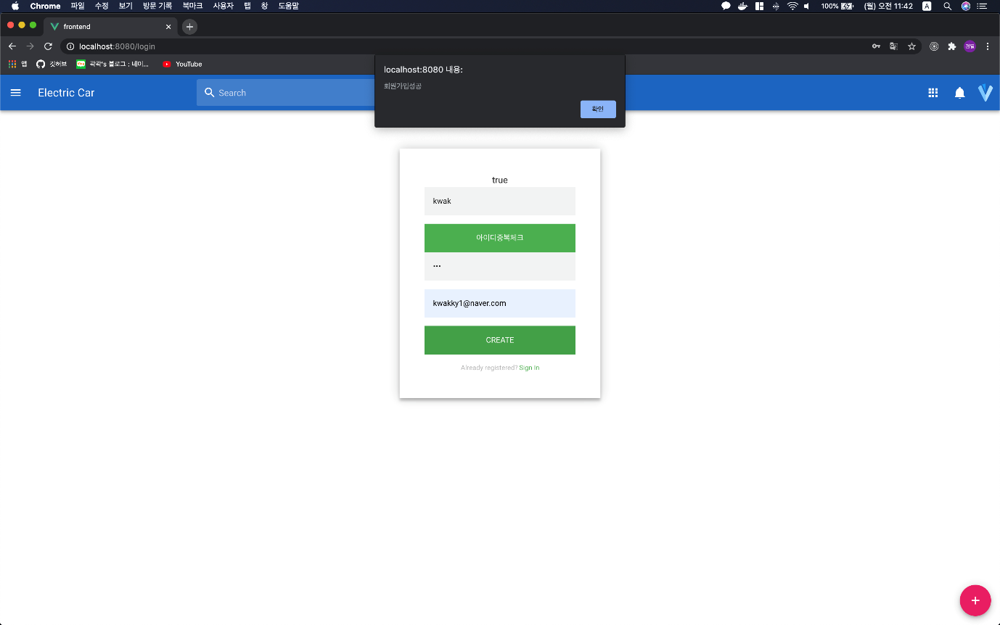 Chrome 파일 수정 보기 방문 기록 북마크 사용자 탭 창 도움말 100% (월) 오전 11:42 A
frontend
localhost:8080/login
앱 깃허브 곽곽's 블로그 : 네이... YouTube
localhost:8080 내용:
회원가입성공
확인
Electric Car
Search
true
kwak
아이디중복체크
•••
kwakky1@naver.com
CREATE
Already registered? Sign In